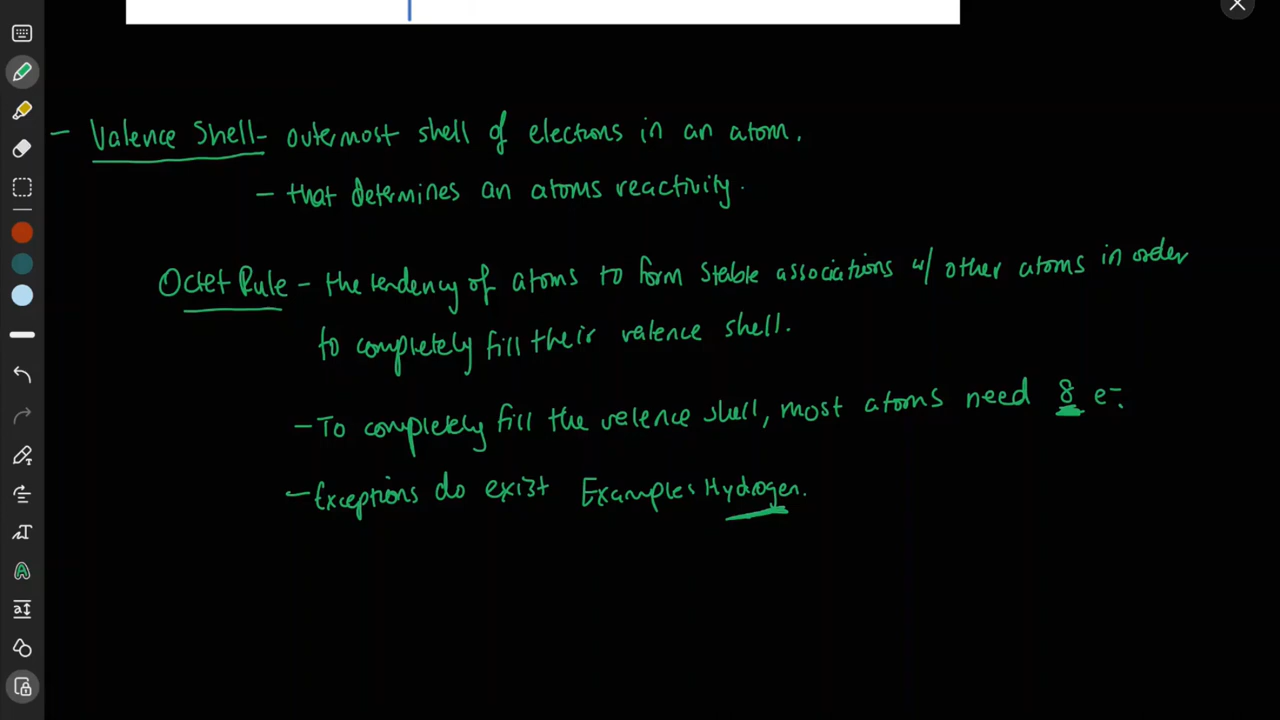 - Valence Shell- outermost shell of elections in an atom.
- that determines an atoms reactivity.
Octet Rule - the tendency of atoms to form stable associations w/ other atoms in order
to completely fill their valence shell.
- To completely fill the velence shell, most atoms need 8 e-.
- Exceptions do exist Examples Hydrogen.